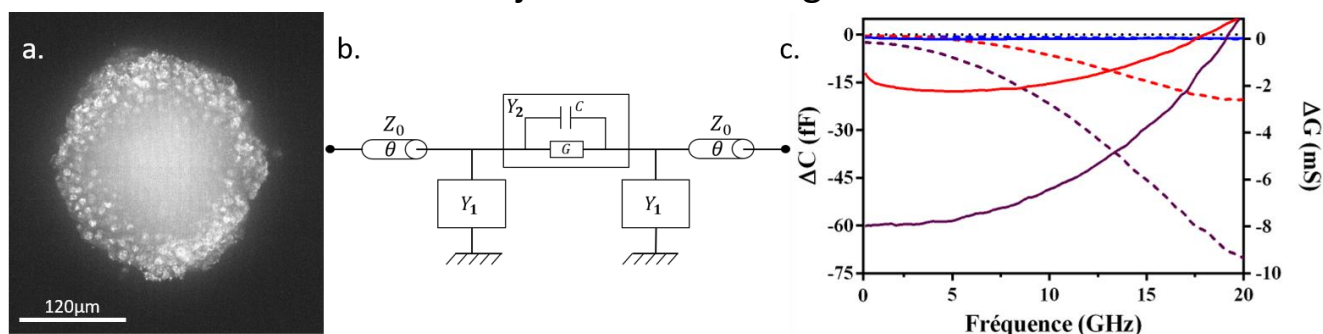 a.
120µm
b.
Z₀
θ
Y₁
Y₂
C
G
Y₁
Z₀
θ
c.
ΔC (fF)
0
-15
-30
-45
-60
-75
0
5
10
15
20
Fréquence (GHz)
0
-2
-4
-6
-8
-10
ΔG (mS)